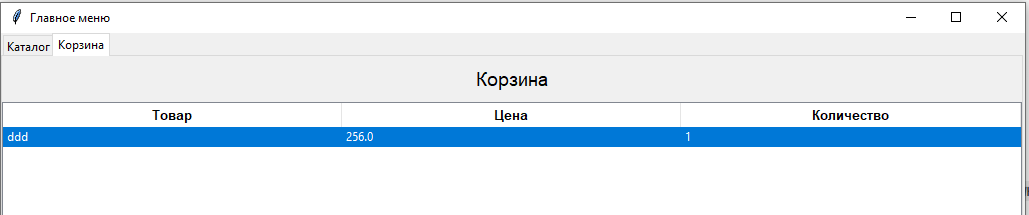 Главное меню
Каталог Корзина
Корзина
Товар Цена Количество
ddd 256.0 1